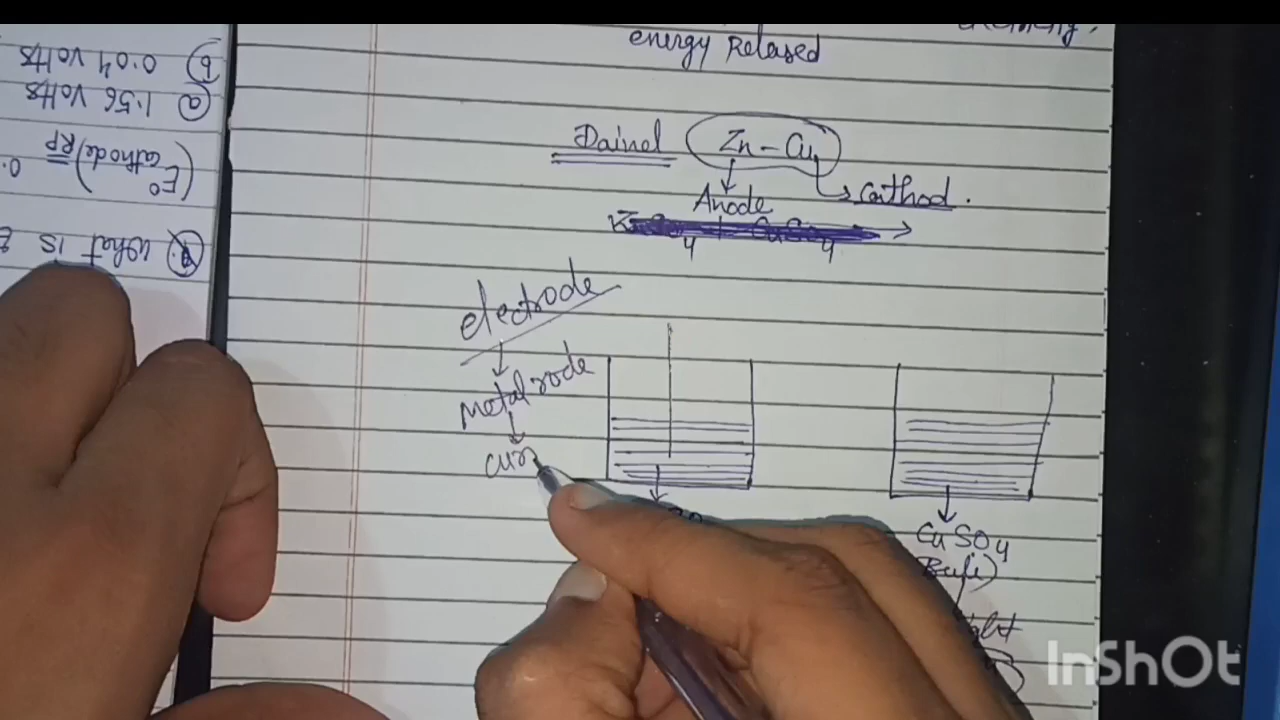 energy Relased
Dainel Zn - Cu
Anode
Cathod.
electrode
Metal rode
CuSO4
InShOt
b) 0.04 volts
a) 1.56 volts
(E° cathode)RP =
What is